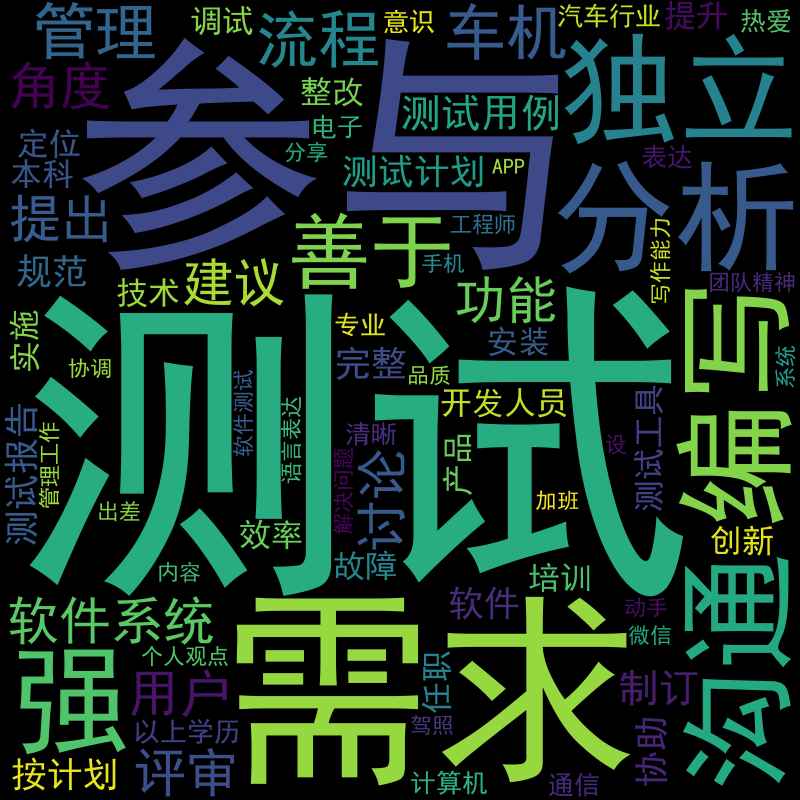 管理
调试
流程
意识
车机
汽车行业
提升
热爱
角度
参与
整改
测试用例
独立
定位
电子
分享
测试计划
APP
表达
本科
提出
善于
工程师
分析
写作能力
规范
技术
建议
手机
功能
团队精神
实施
协调
测试
专业
完整
品质
安装
系统
编写
测试报告
管理工作
软件测试
语言表达
清晰
开发人员
测试工具
设
出差
效率
解决问题
讨论
产品
加班
创新
内容
故障
培训
沟通
软件系统
需求
软件
动手
微信
强
个人观点
用户
任职
制订
以上学历
驾照
协助
按计划
评审
计算机
通信